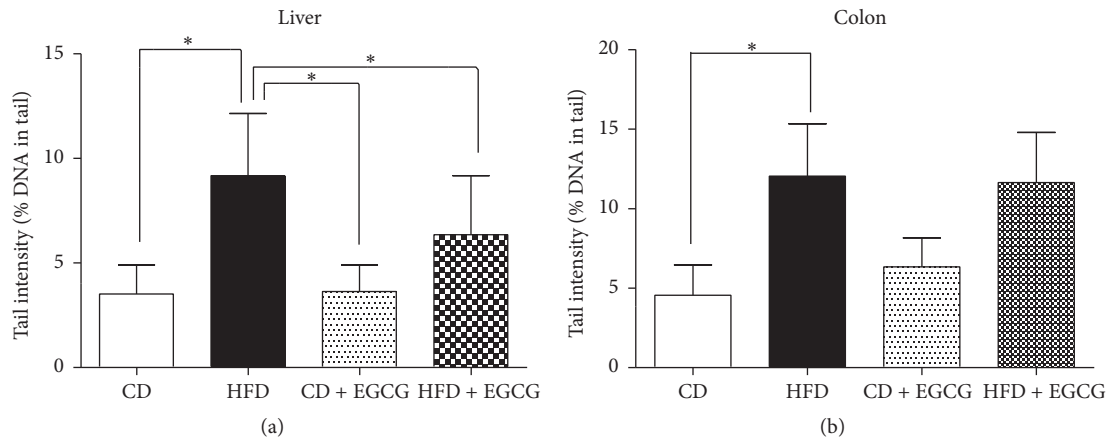 Liver
Tail intensity (% DNA in tail)
15
10
5
0
*
*
*
CD
HFD
CD + EGCG
HFD + EGCG
(a)
Colon
Tail intensity (% DNA in tail)
20
15
10
5
0
*
CD
HFD
CD + EGCG
HFD + EGCG
(b)